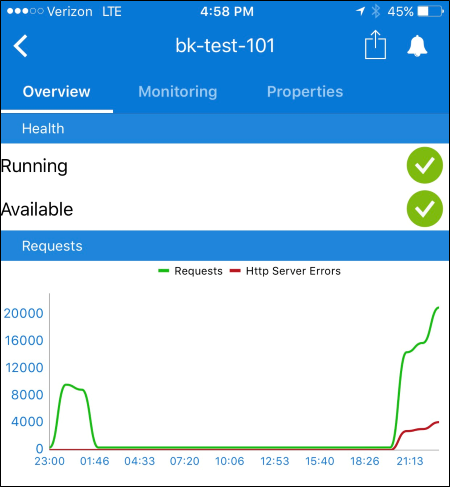 Verizon LTE 4:58 PM 45%
bk-test-101
Overview Monitoring Properties
Health
Running
Available
Requests
Requests Http Server Errors
20000
16000
12000
8000
4000
0
23:00 01:46 04:33 07:20 10:06 12:53 15:40 18:26 21:13